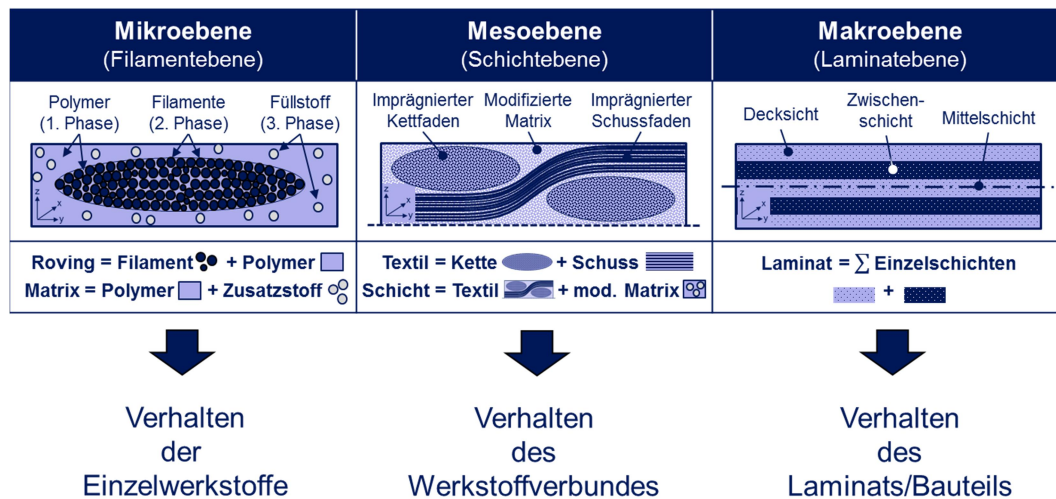 Mikroebene
(Filamentebene)
Polymer
(1. Phase)
Filamente
(2. Phase)
Füllstoff
(3. Phase)
z
x
y
Roving = Filament + Polymer
Matrix = Polymer + Zusatzstoff
Verhalten
der
Einzelwerkstoffe
Mesoebene
(Schichtebene)
Imprägnierter
Kettfaden
Modifizierte
Matrix
Imprägnierter
Schussfaden
z
x
y
Textil = Kette + Schuss
Schicht = Textil + mod. Matrix
Verhalten
des
Werkstoffverbundes
Makroebene
(Laminatebene)
Decksicht
Zwischen-
schicht
Mittelschicht
z
x
y
Laminat = ∑ Einzelschichten
+
Verhalten
des
Laminats/Bauteils